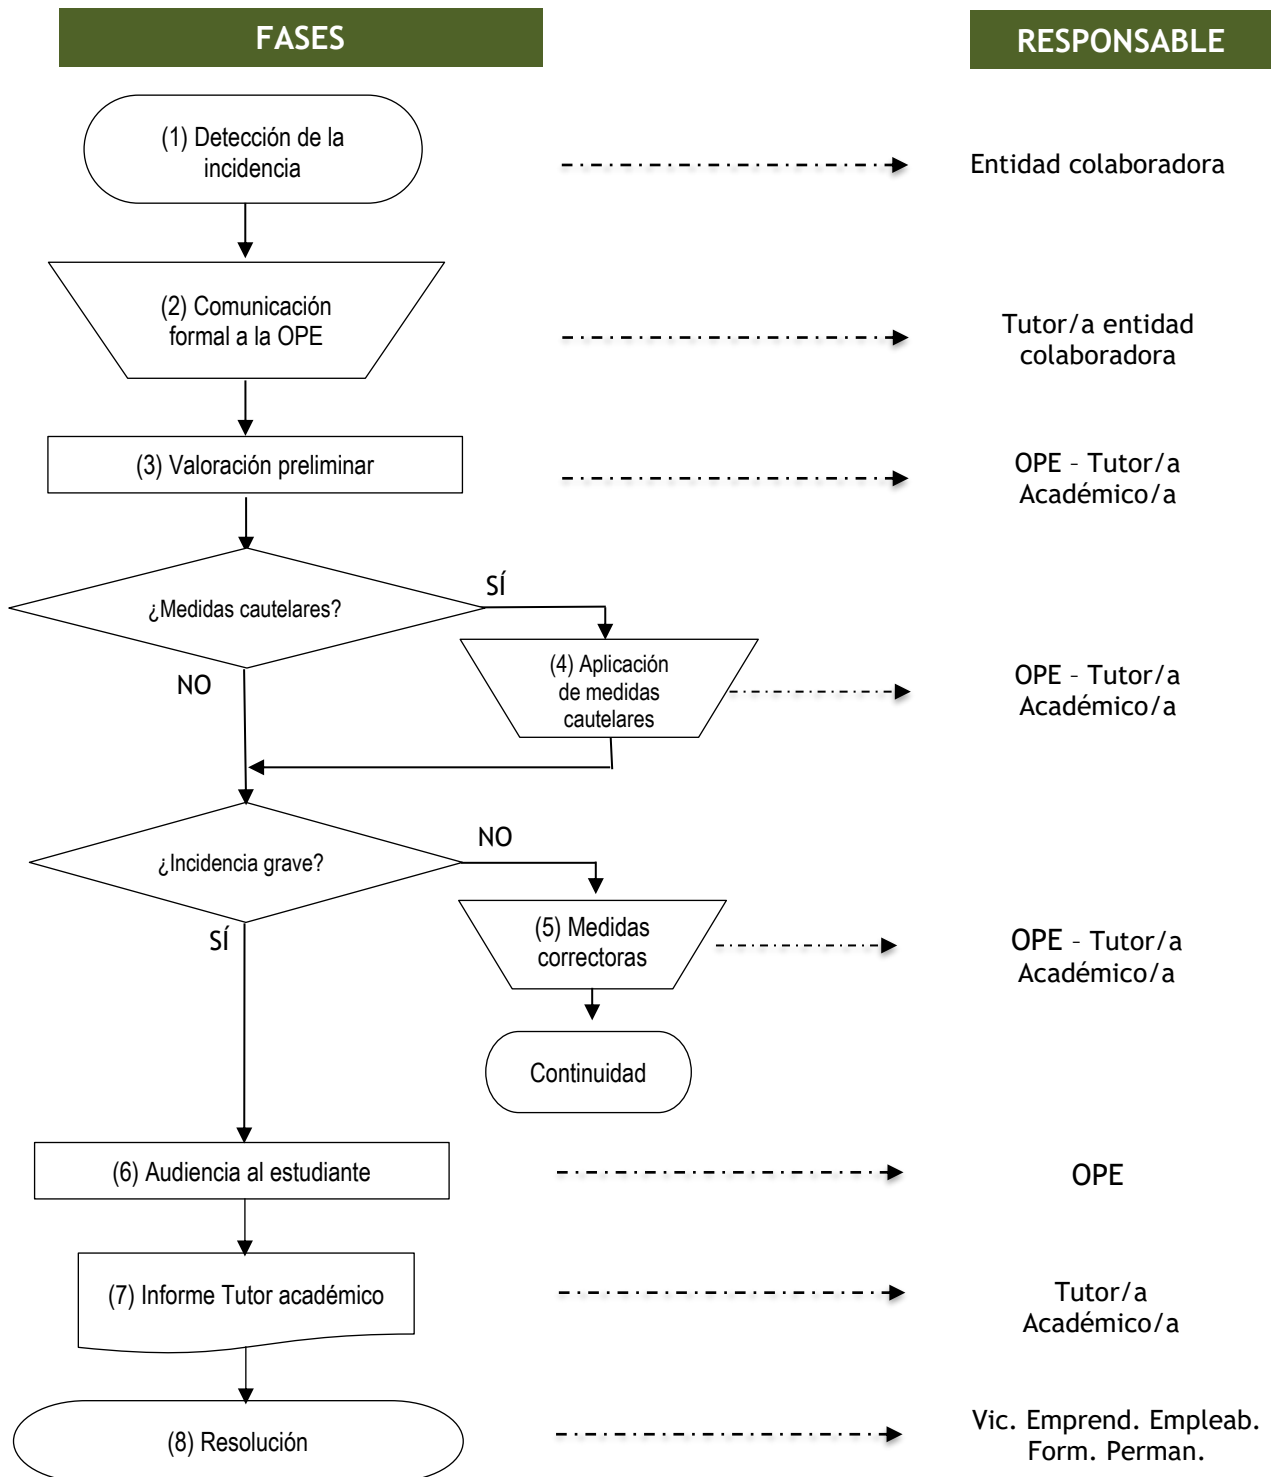 FASES
RESPONSABLE
(1) Detección de la
incidencia
Entidad colaboradora
(2) Comunicación
formal a la OPE
Tutor/a entidad
colaboradora
(3) Valoración preliminar
OPE – Tutor/a
Académico/a
¿Medidas cautelares?
SÍ
NO
(4) Aplicación
de medidas
cautelares
OPE – Tutor/a
Académico/a
¿Incidencia grave?
NO
SÍ
(5) Medidas
correctoras
OPE – Tutor/a
Académico/a
Continuidad
(6) Audiencia al estudiante
OPE
(7) Informe Tutor académico
Tutor/a
Académico/a
(8) Resolución
Vic. Emprend. Empleab.
Form. Perman.